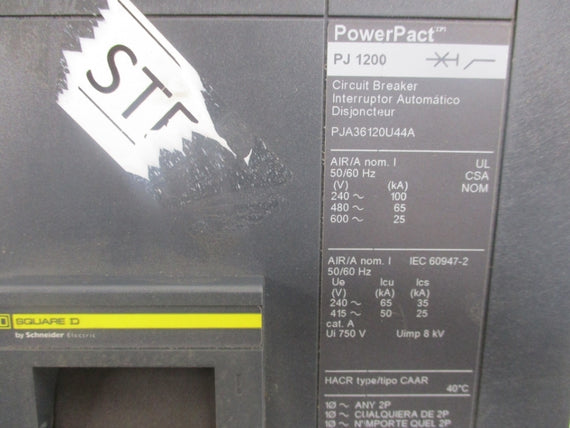 STE
PowerPact™
PJ 1200
Circuit Breaker
Interruptor Automático
Disjoncteur
PJA36120U44A
AIR/A nom. I UL
50/60 Hz CSA
(V) (kA) NOM
240 ~ 100
480 ~ 65
600 ~ 25
AIR/A nom. I IEC 60947-2
50/60 Hz
Ue Icu Ics
(V) (kA) (kA)
240 ~ 65 35
415 ~ 50 25
cat. A
Ui 750 V Uimp 8 kV
HACR type/tipo CAAR
40°C
1Ø ~ ANY 2P
1Ø ~ CUALQUIERA DE 2P
1Ø ~ N'IMPORTE QUEL 2P
SQUARE D
by Schneider Electric